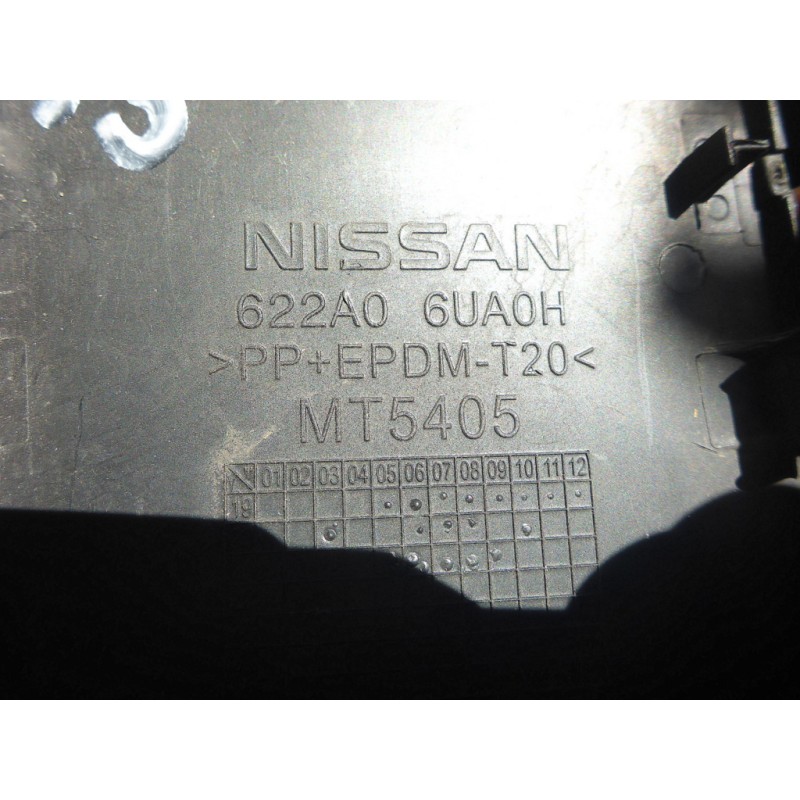 NISSAN
622A0 6UA0H
>PP+EPDM-T20<
MT5405
01 02 03 04 05 06 07 08 09 10 11 12
19